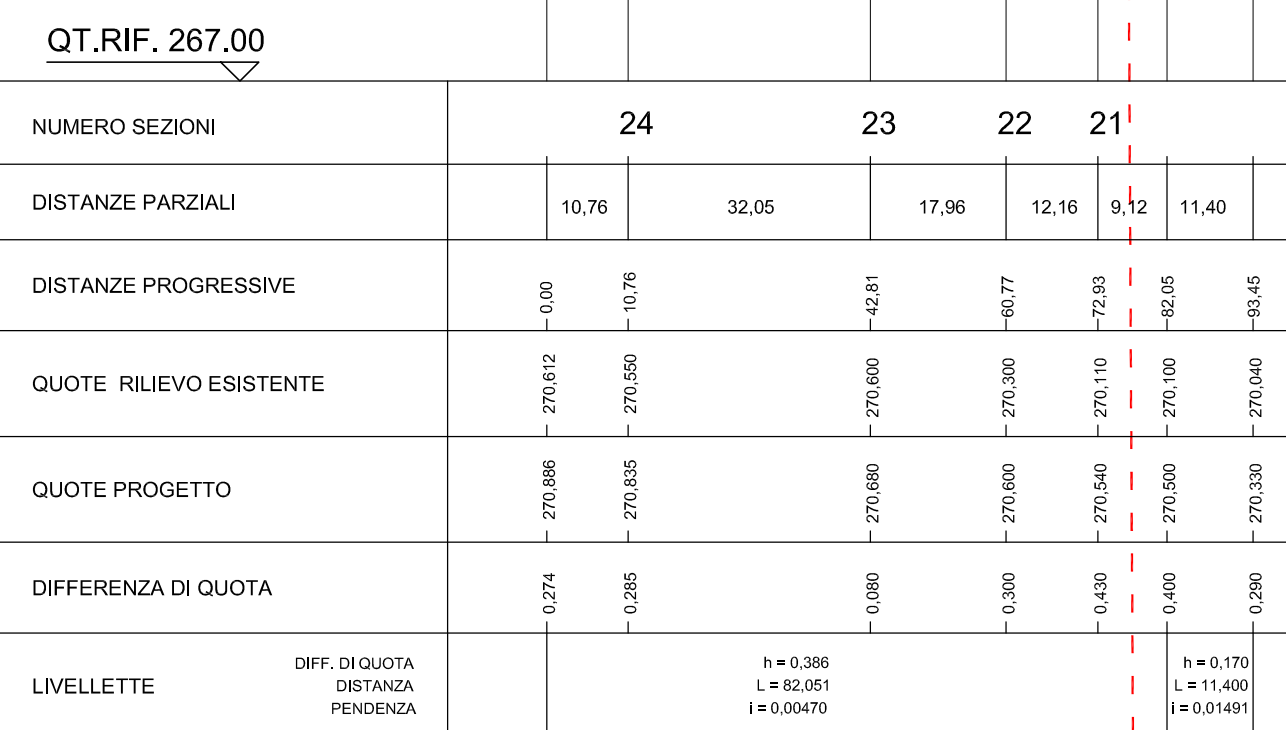 QT.RIF. 267.00
NUMERO SEZIONI 24 23 22 21
DISTANZE PARZIALI 10,76 32,05 17,96 12,16 9,12 11,40
DISTANZE PROGRESSIVE 0,00 10,76 42,81 60,77 72,93 82,05 93,45
QUOTE RILIEVO ESISTENTE 270,612 270,550 270,600 270,300 270,110 270,100 270,040
QUOTE PROGETTO 270,886 270,835 270,680 270,600 270,540 270,500 270,330
DIFFERENZA DI QUOTA 0,274 0,285 0,080 0,300 0,430 0,400 0,290
LIVELLETTE
DIFF. DI QUOTA h = 0,386 h = 0,170
DISTANZA L = 82,051 L = 11,400
PENDENZA i = 0,00470 i = 0,01491